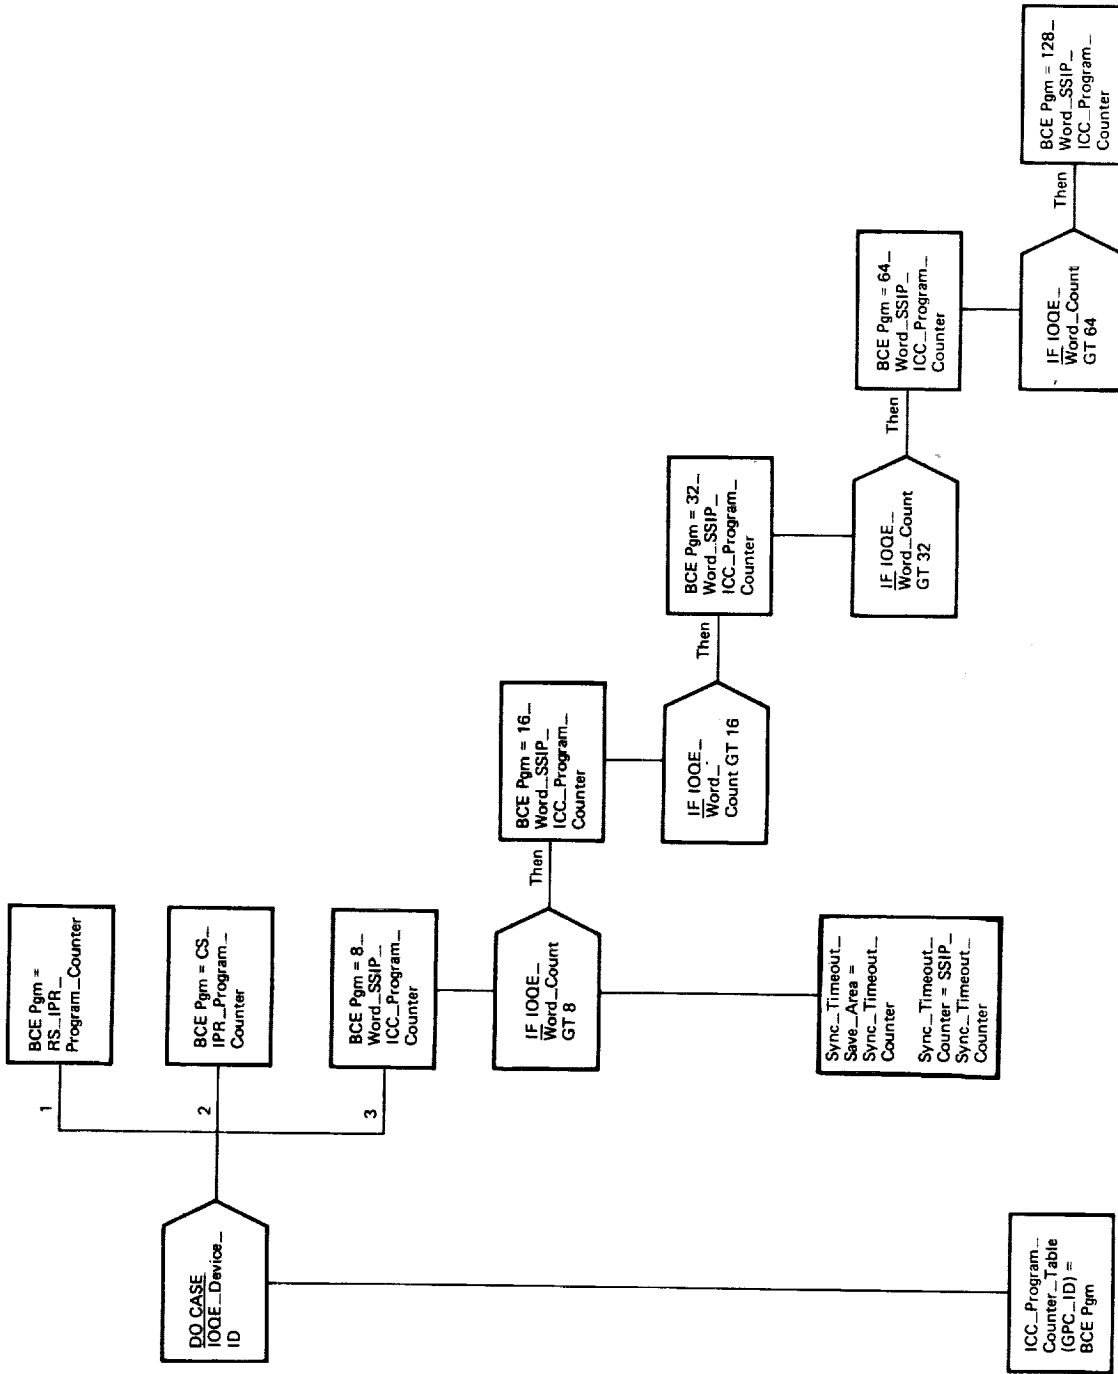 DO CASE
IOQE_Device_
ID
1
BCE Pgm =
RS_IPR_
Program_Counter
2
BCE Pgm = CS_
IPR_Program_
Counter
3
BCE Pgm = 8_
Word_SSIP_
ICC_Program_
Counter
IF IOQE_
Word_Count
GT 8
Then
BCE Pgm = 16_
Word_SSIP_
ICC_Program_
Counter
IF IOQE_
Word_
Count GT 16
Then
BCE Pgm = 32_
Word_SSIP_
ICC_Program_
Counter
IF IOQE_
Word_Count
GT 32
Then
BCE Pgm = 64_
Word_SSIP_
ICC_Program_
Counter
IF IOQE_
Word_Count
GT 64
Then
BCE Pgm = 128_
Word_SSIP_
ICC_Program_
Counter
Sync_Timeout_
Save_Area =
Sync_Timeout_
Counter
Sync_Timeout_
Counter = SSIP_
Sync_Timeout_
Counter
ICC_Program_
Counter_Table
(GPC_ID) =
BCE Pgm